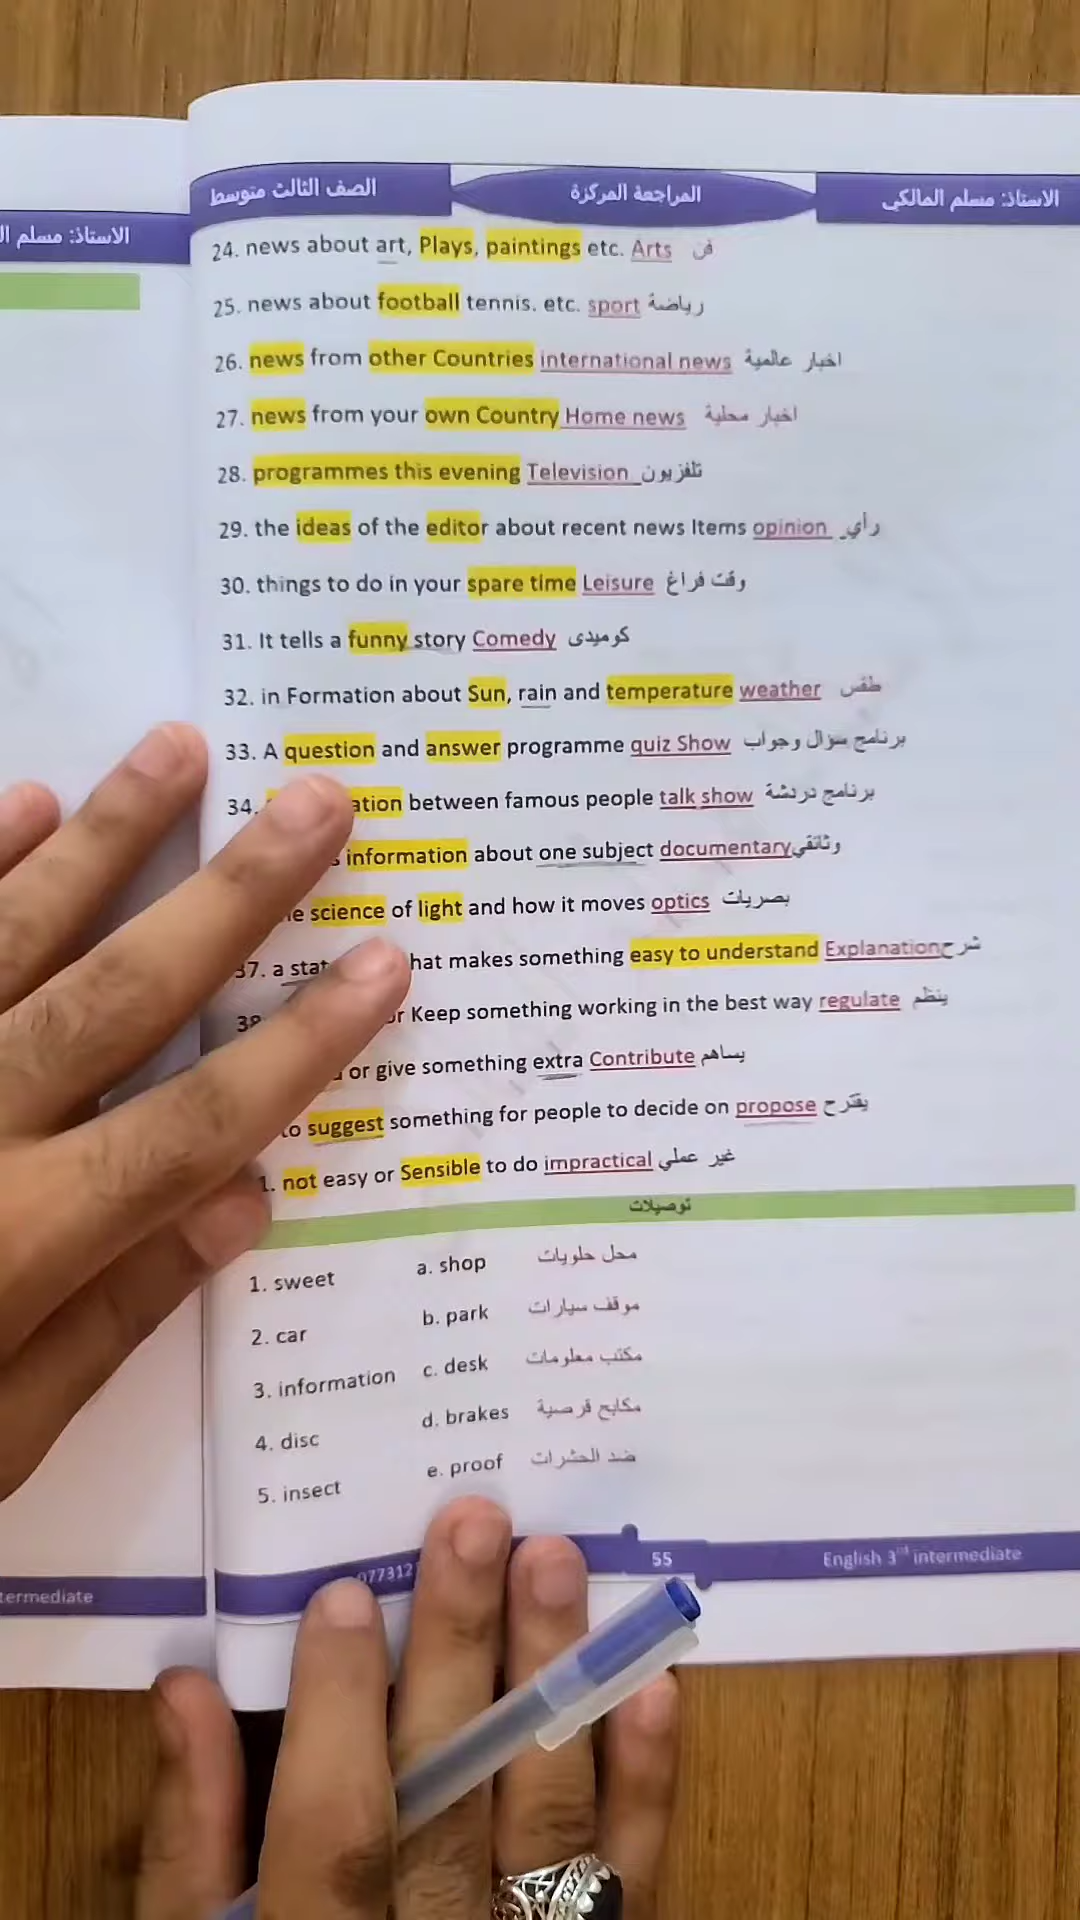 الاستاذ: مسلم المالكي
المراجعة المركزة
الصف الثالث متوسط
الاستاذ: مسلم
24. news about art, Plays, paintings etc. Arts فن
25. news about football tennis. etc. sport رياضة
26. news from other Countries international news اخبار عالمية
27. news from your own Country Home news اخبار محلية
28. programmes this evening Television تلفزيون
29. the ideas of the editor about recent news Items opinion رأي
30. things to do in your spare time Leisure وقت فراغ
31. It tells a funny story Comedy كوميدى
32. in Formation about Sun, rain and temperature weather طقس
33. A question and answer programme quiz Show برنامج سؤال وجواب
34. between famous people talk show برنامج دردشة
information about one subject documentary وثائقي
science of light and how it moves optics بصريات
37. a that makes something easy to understand Explanation شرح
38 or Keep something working in the best way regulate ينظم
or give something extra Contribute يساهم
to suggest something for people to decide on propose يقترح
1. not easy or Sensible to do impractical غير عملي
توصيلات
1. sweet a. shop محل حلويات
2. car b. park موقف سيارات
3. information c. desk مكتب معلومات
4. disc d. brakes مكابح قرصية
5. insect e. proof ضد الحشرات
077312
55
English 3rd intermediate
termediate